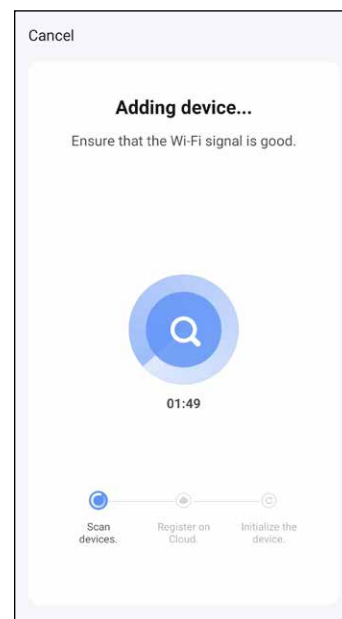 Cancel
Adding device...
Ensure that the Wi-Fi signal is good.
01:49
Scan
devices.
Register on
Cloud.
Initialize the
device.